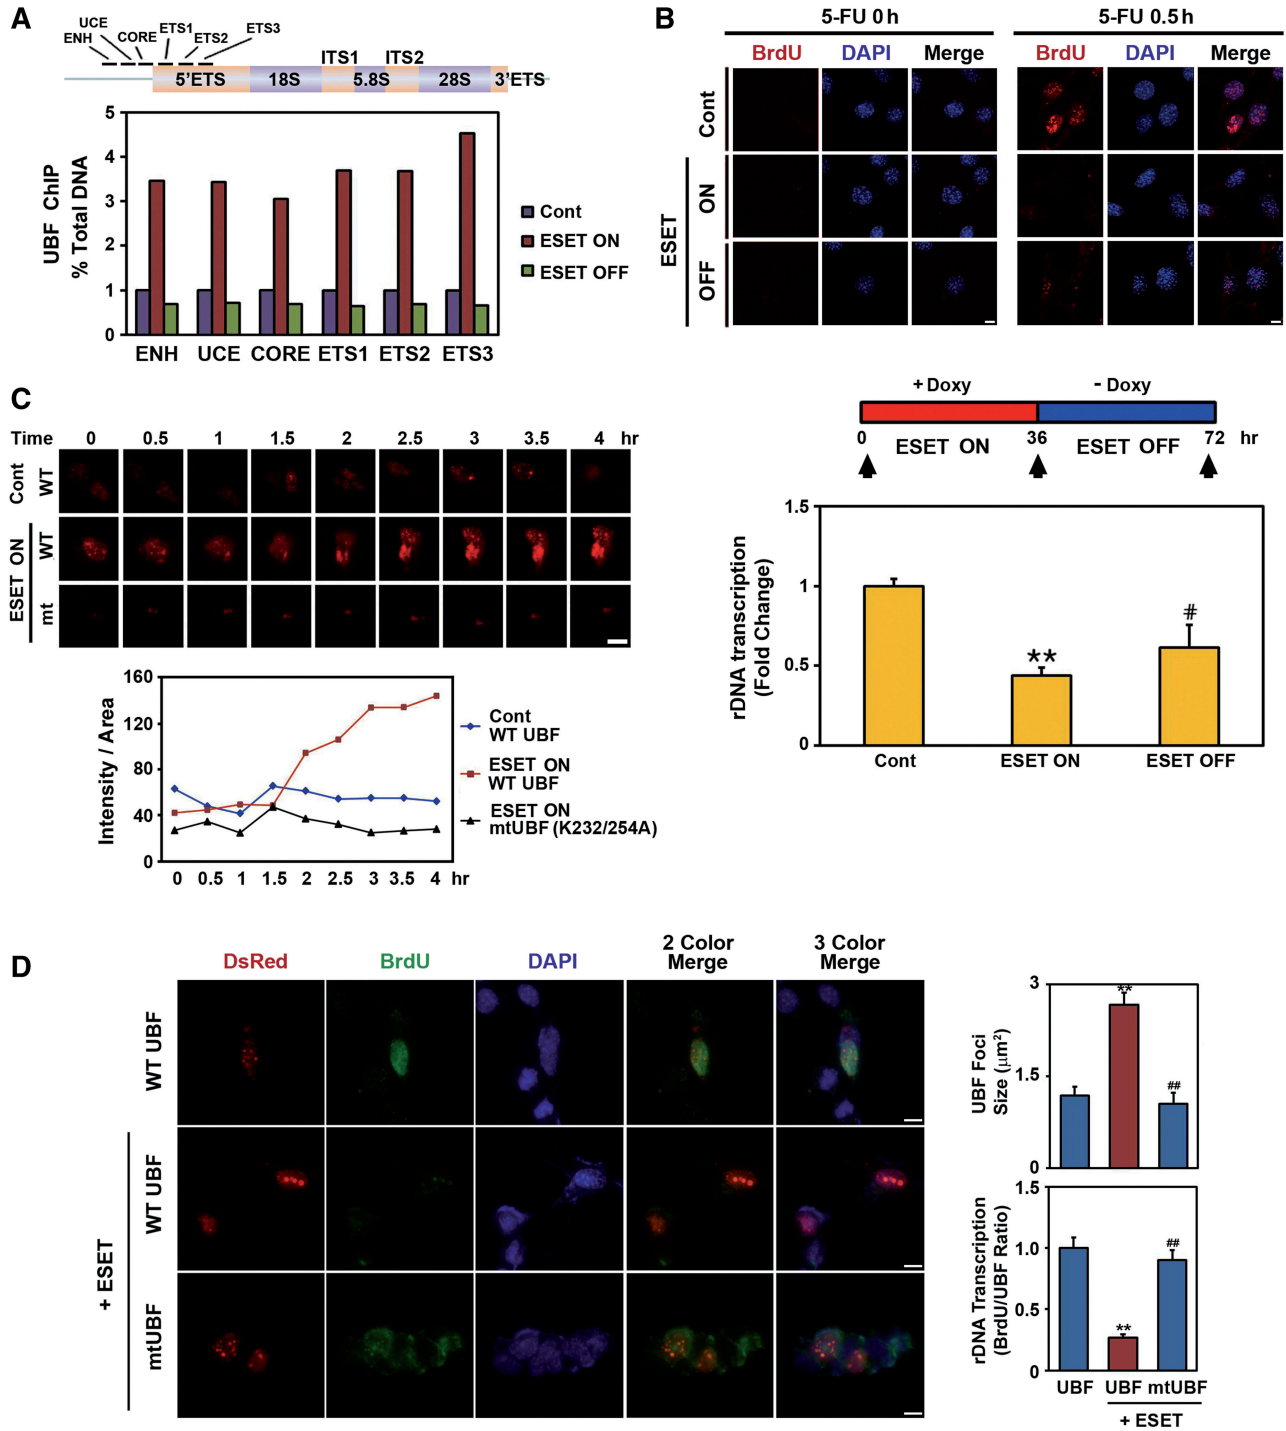 A
UCE
ENH
CORE
ETS1
ETS2
ETS3
ITS1
ITS2
5'ETS
18S
5.8S
28S
3'ETS
UBF ChIP
% Total DNA
5
4
3
2
1
0
ENH UCE CORE ETS1 ETS2 ETS3
Cont
ESET ON
ESET OFF
B
5-FU 0 h
5-FU 0.5 h
BrdU DAPI Merge
BrdU DAPI Merge
Cont
ESET
ON
OFF
+ Doxy
- Doxy
0
ESET ON
36
ESET OFF
72 hr
rDNA transcription
(Fold Change)
1.5
1
0.5
0
**
#
Cont
ESET ON
ESET OFF
C
Time 0 0.5 1 1.5 2 2.5 3 3.5 4 hr
Cont
WT
ESET ON
WT
mt
Intensity / Area
160
120
80
40
0
0 0.5 1 1.5 2 2.5 3 3.5 4 hr
Cont
WT UBF
ESET ON
WT UBF
ESET ON
mtUBF (K232/254A)
D
DsRed
BrdU
DAPI
2 Color
Merge
3 Color
Merge
WT UBF
+ ESET
WT UBF
mtUBF
UBF Foci
Size (μm²)
3
1.5
0
**
##
rDNA Transcription
(BrdU/UBF Ratio)
1.5
1.0
0.5
0
**
##
UBF UBF mtUBF
+ ESET